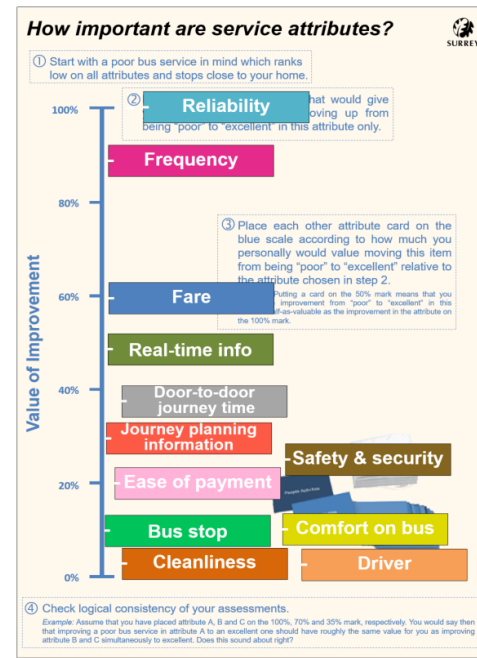 How important are service attributes?
SURREY
① Start with a poor bus service in mind which ranks
low on all attributes and stops close to your home.
100%
②
Reliability
hat would give
oving up from
being "poor" to "excellent" in this attribute only.
Frequency
80%
③ Place each other attribute card on the
blue scale according to how much you
personally would value moving this item
from being "poor" to "excellent" relative to
the attribute chosen in step 2.
60%
Fare
Putting a card on the 50% mark means that you
improvement from "poor" to "excellent" in this
lf-as-valuable as the improvement in the attribute on
the 100% mark.
Value of Improvement
Real-time info
40%
Door-to-door
journey time
Journey planning
information
Safety & security
20%
Ease of payment
Bus stop
Comfort on bus
0%
Cleanliness
Driver
④ Check logical consistency of your assessments.
Example: Assume that you have placed attribute A, B and C on the 100%, 70% and 35% mark, respectively. You would say then
that improving a poor bus service in attribute A to an excellent one should have roughly the same value for you as improving
attribute B and C simultaneously to excellent. Does this sound about right?